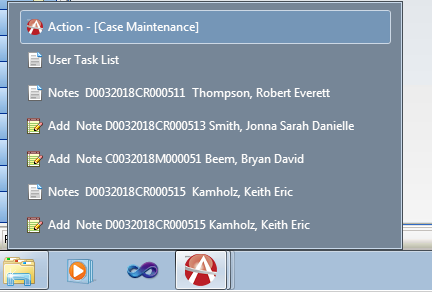 Action - [Case Maintenance]
User Task List
Notes D0032018CR000511 Thompson, Robert Everett
Add Note D0032018CR000513 Smith, Jonna Sarah Danielle
Add Note C0032018M000051 Beem, Bryan David
Notes D0032018CR000515 Kamholz, Keith Eric
Add Note D0032018CR000515 Kamholz, Keith Eric